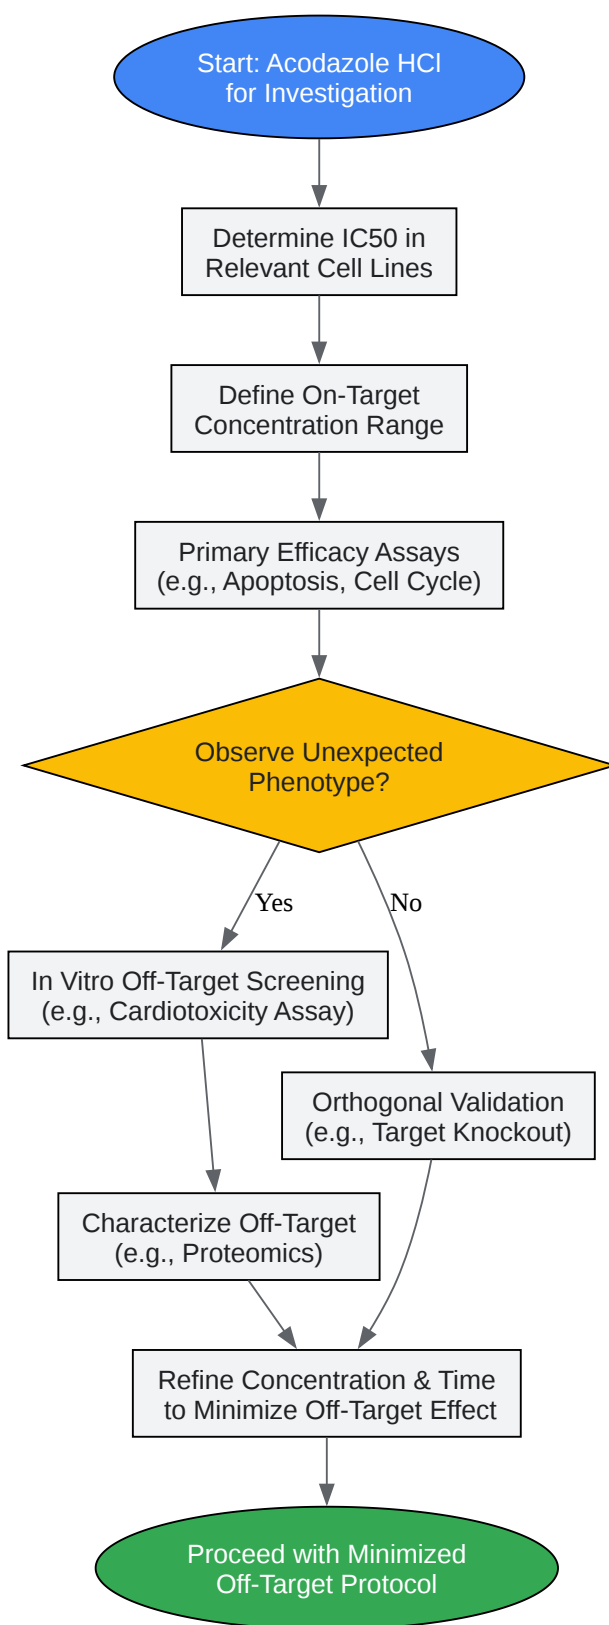 Start: Acodazole HCl
for Investigation
Determine IC50 in
Relevant Cell Lines
Define On-Target
Concentration Range
Primary Efficacy Assays
(e.g., Apoptosis, Cell Cycle)
Observe Unexpected
Phenotype?
Yes
No
In Vitro Off-Target Screening
(e.g., Cardiotoxicity Assay)
Orthogonal Validation
(e.g., Target Knockout)
Characterize Off-Target
(e.g., Proteomics)
Refine Concentration & Time
to Minimize Off-Target Effect
Proceed with Minimized
Off-Target Protocol